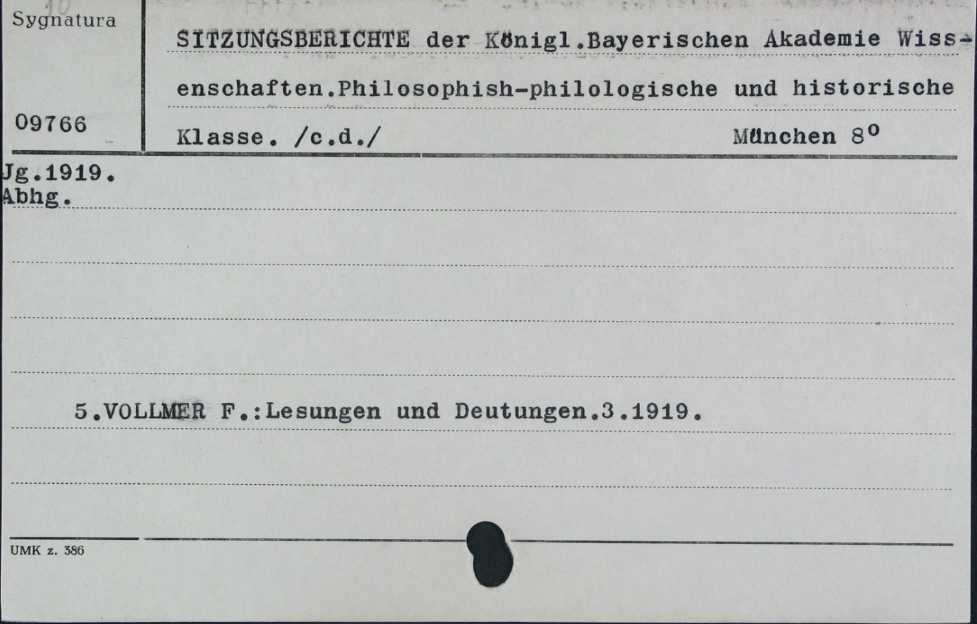 Sygnatura
SITZUNGSBERICHTE der Königl.Bayerischen Akademie Wiss-
enschaften.Philosophish-philologische und historische
09766
Klasse. /c.d./ München 8º
Jg.1919.
Abhg.
5.VOLLMER F.:Lesungen und Deutungen.3.1919.
UMK z. 386